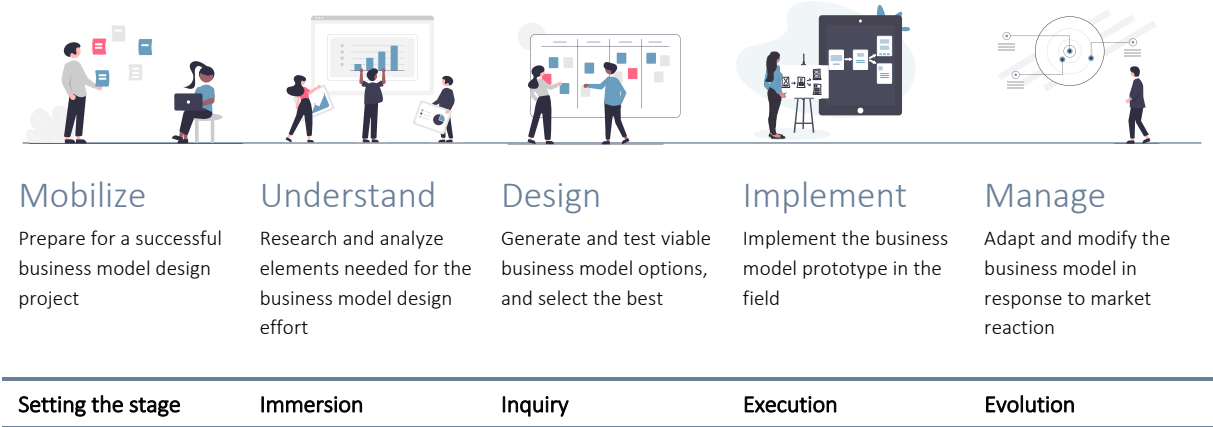 Mobilize
Prepare for a successful
business model design
project
Understand
Research and analyze
elements needed for the
business model design
effort
Design
Generate and test viable
business model options,
and select the best
Implement
Implement the business
model prototype in the
field
Manage
Adapt and modify the
business model in
response to market
reaction
Setting the stage
Immersion
Inquiry
Execution
Evolution